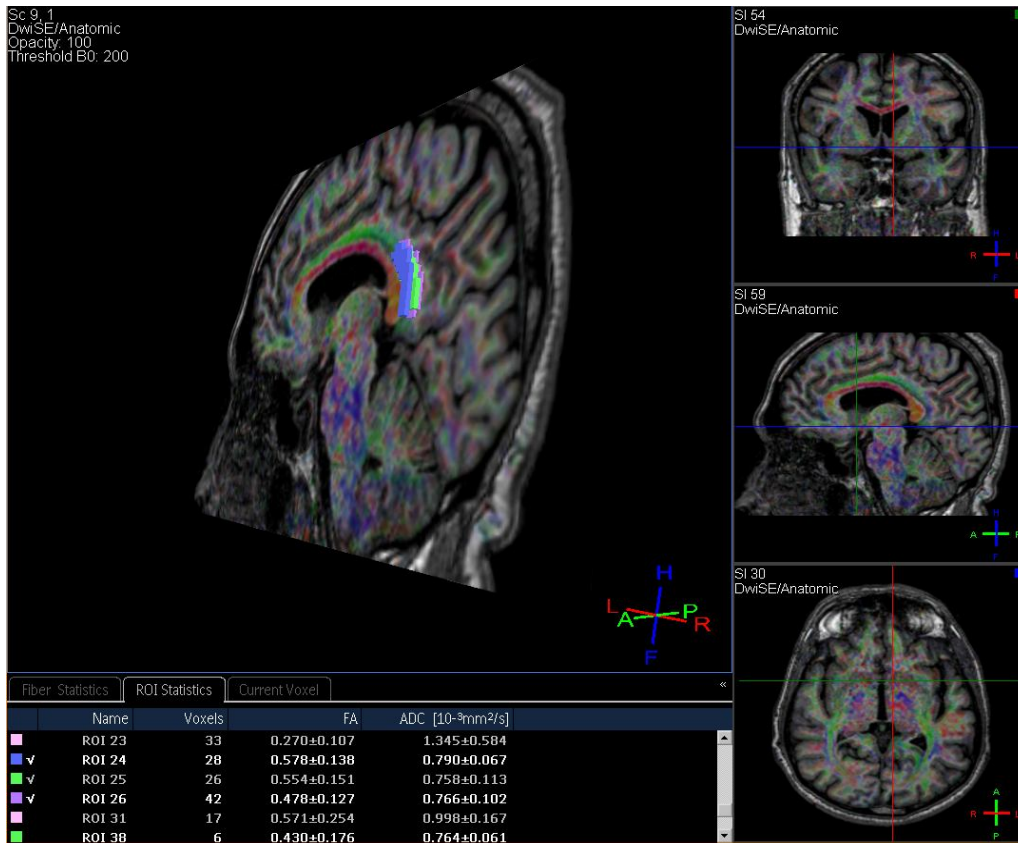 Sc 9, 1
DwiSE/Anatomic
Opacity: 100
Threshold B0: 200
H
L
A
P
R
F
SI 54
DwiSE/Anatomic
H
R
L
F
SI 59
DwiSE/Anatomic
H
A
P
F
SI 30
DwiSE/Anatomic
A
R
L
P
Fiber Statistics ROI Statistics Current Voxel «
Name Voxels FA ADC [10-³mm²/s]
ROI 23 33 0.270±0.107 1.345±0.584
√ ROI 24 28 0.578±0.138 0.790±0.067
√ ROI 25 26 0.554±0.151 0.758±0.113
√ ROI 26 42 0.478±0.127 0.766±0.102
ROI 31 17 0.571±0.254 0.998±0.167
ROI 38 6 0.430±0.176 0.764±0.061